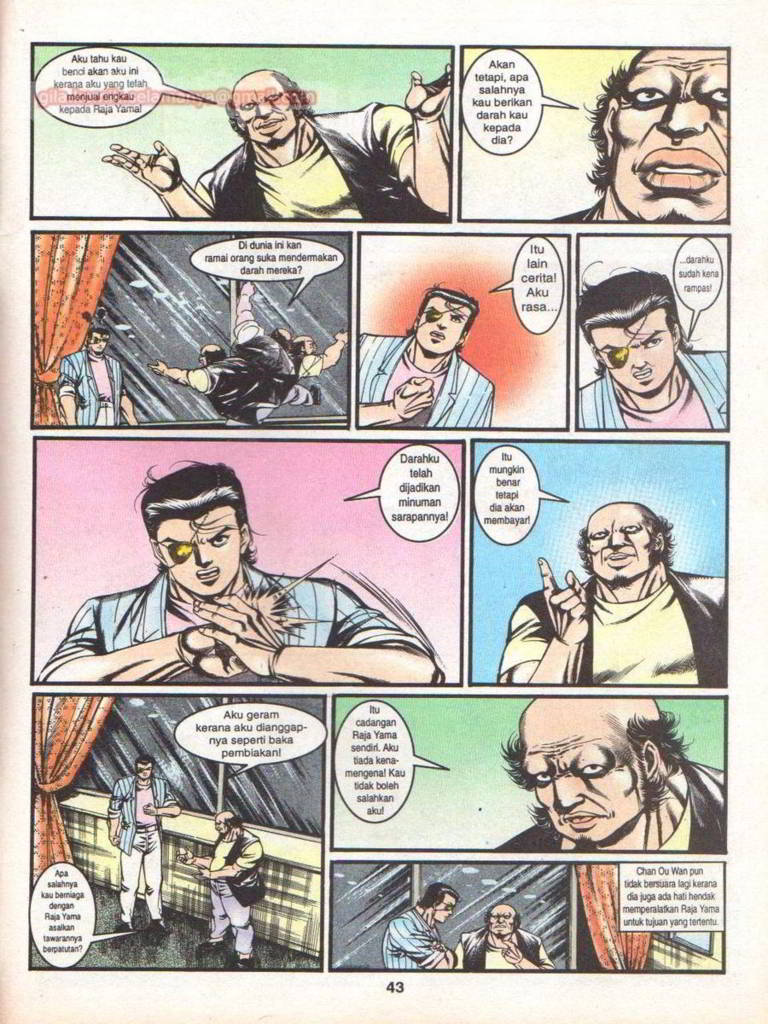 Aku tahu kau
benci akan aku ini
kerana aku yang telah
menjual engkau
kepada Raja Yama!
Akan
tetapi, apa
salahnya
kau berikan
darah kau
kepada
dia?
Di dunia ini kan
ramai orang suka mendermakan
darah mereka?
Itu
lain
cerita!
Aku
rasa...
...darahku
sudah kena
rampas!
Darahku
telah
dijadikan
minuman
sarapannya!
Itu
mungkin
benar
tetapi
dia akan
membayar!
Aku geram
kerana aku dianggap-
nya seperti baka
pembiakan!
Apa
salahnya
kau berniaga
dengan
Raja Yama
asalkan
tawarannya
berpatutan?
Itu
cadangan
Raja Yama
sendiri. Aku
tiada kena-
mengena! Kau
tidak boleh
salahkan
aku!
Chan Ou Wan pun
tidak bersuara lagi kerana
dia juga ada hati hendak
memperalatkan Raja Yama
untuk tujuan yang tertentu.
43